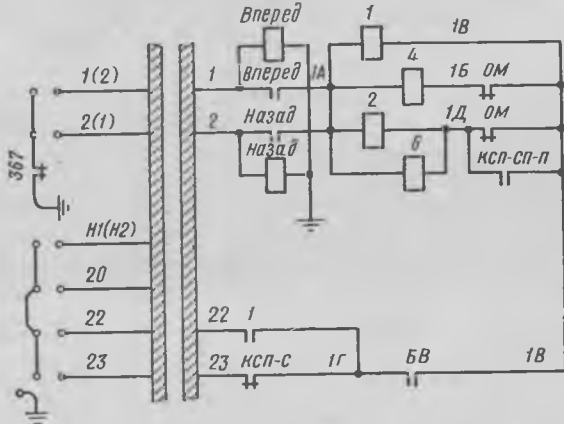 Вперед
1
1В
1(2)
1
Вперед
1А
4
1Б
ОМ
2(1)
2
Назад
2
1Д
ОМ
367
Назад
6
КСП-СП-П
Н1(Н2)
20
22
22
1
23
23
КСП-С
1Г
БВ
1В